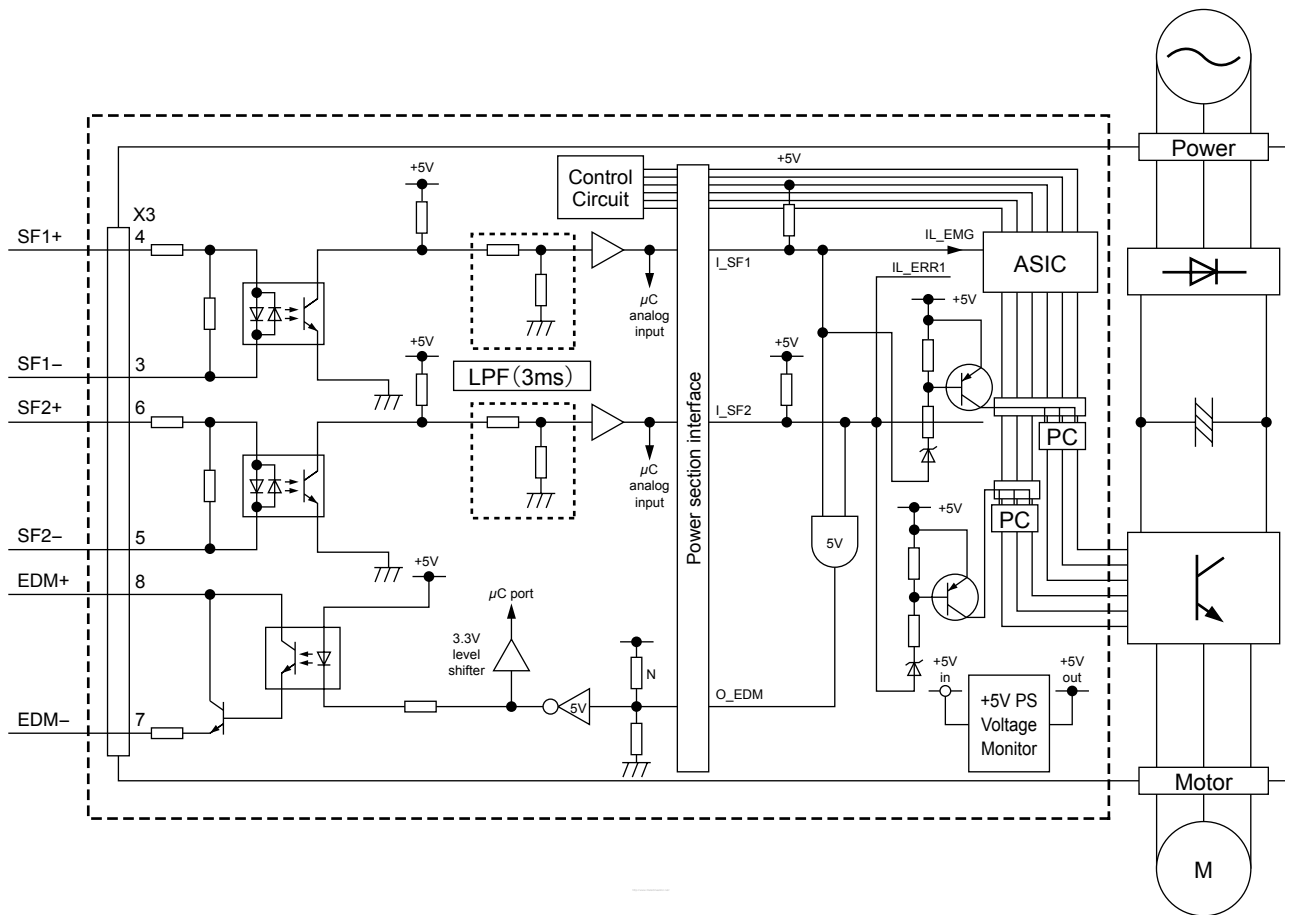 Power
+5V
+5V
Control
Circuit
X3
SF1+
4
I_SF1
IL_EMG
ASIC
IL_ERR1
μC
analog
input
+5V
SF1–
3
+5V
LPF(3ms)
+5V
SF2+
6
I_SF2
PC
μC
analog
input
Power section interface
PC
+5V
5V
SF2–
5
EDM+
8
+5V
μC port
3.3V
level
shifter
N
+5V
in
+5V
out
O_EDM
5V
+5V PS
Voltage
Monitor
EDM–
7
Motor
M